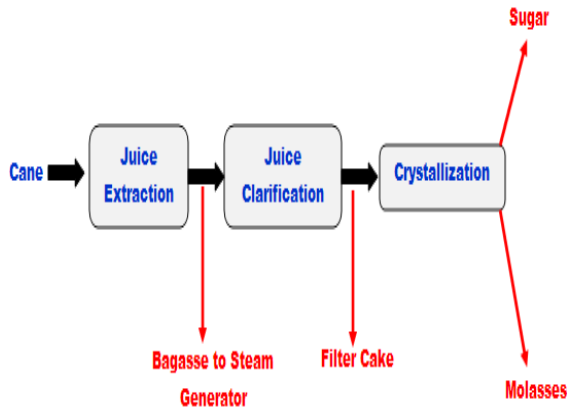 Sugar
Cane
Juice
Extraction
Juice
Clarification
Crystallization
Bagasse to Steam
Generator
Filter Cake
Molasses